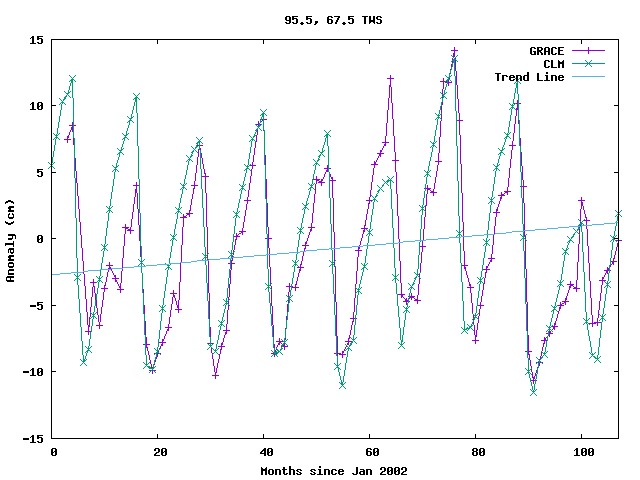 95.5, 67.5 TWS
GRACE
CLM
Trend Line
Anomaly (cm)
15
10
5
0
-5
-10
-15
0 20 40 60 80 100
Months since Jan 2002